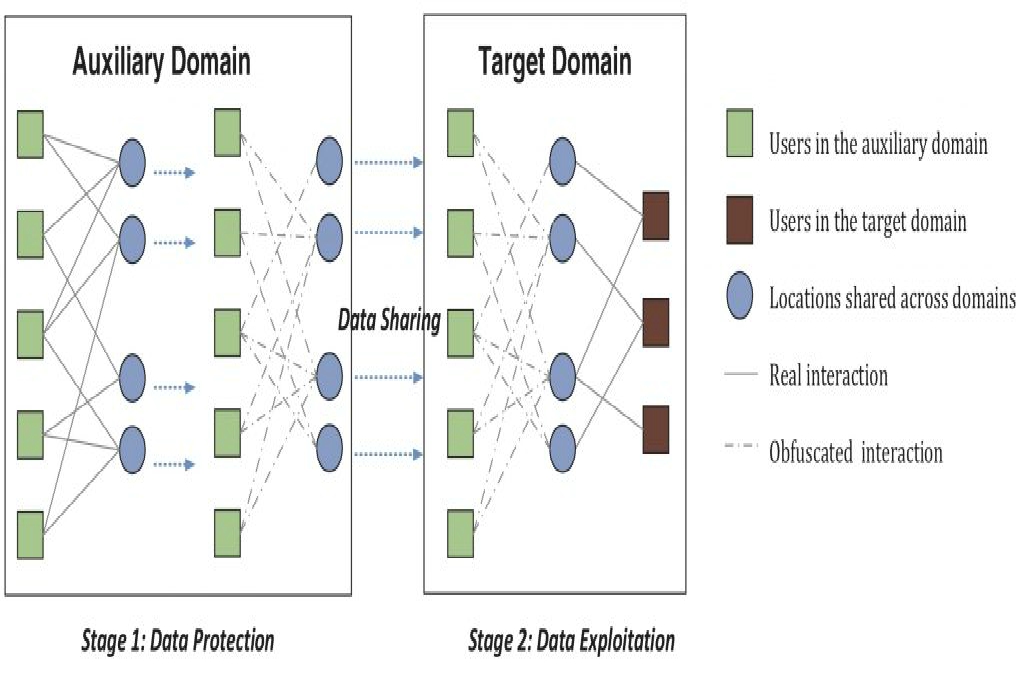 Auxiliary Domain
Target Domain
Users in the auxiliary domain
Users in the target domain
Locations shared across domains
Data Sharing
Real interaction
Obfuscated interaction
Stage 1: Data Protection
Stage 2: Data Exploitation